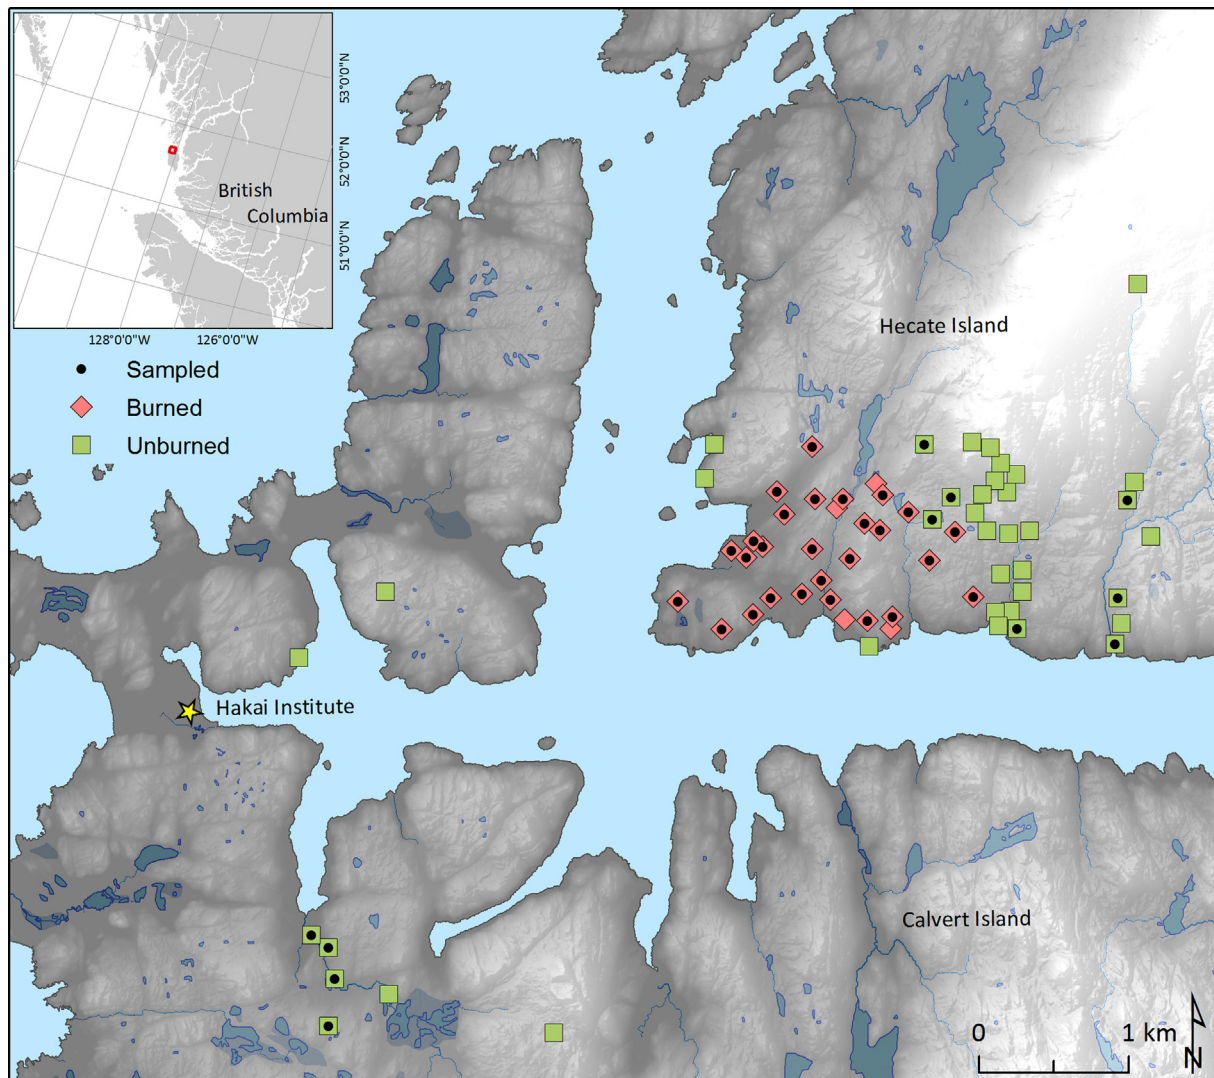 53°0'0"N
52°0'0"N
51°0'0"N
British
Columbia
128°0'0"W
126°0'0"W
Sampled
Burned
Unburned
Hecate Island
Hakai Institute
Calvert Island
0
1 km
N